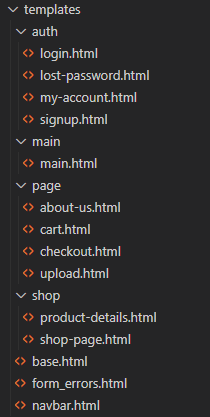 templates
auth
login.html
lost-password.html
my-account.html
signup.html
main
main.html
page
about-us.html
cart.html
checkout.html
upload.html
shop
product-details.html
shop-page.html
base.html
form_errors.html
navbar.html